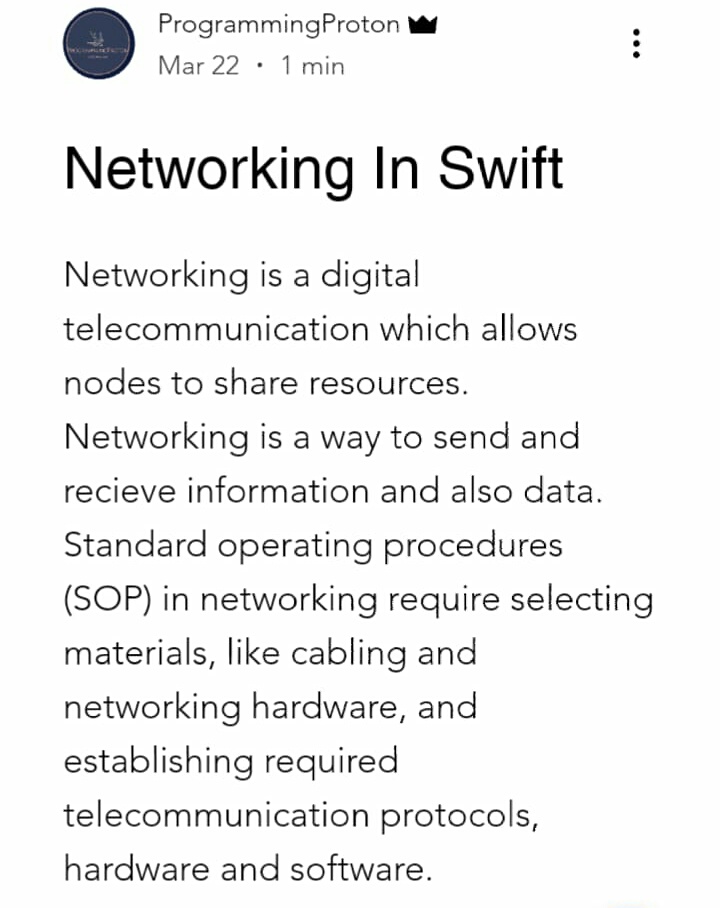 ProgrammingProton
Mar 22 • 1 min
Networking In Swift
Networking is a digital
telecommunication which allows
nodes to share resources.
Networking is a way to send and
recieve information and also data.
Standard operating procedures
(SOP) in networking require selecting
materials, like cabling and
networking hardware, and
establishing required
telecommunication protocols,
hardware and software.